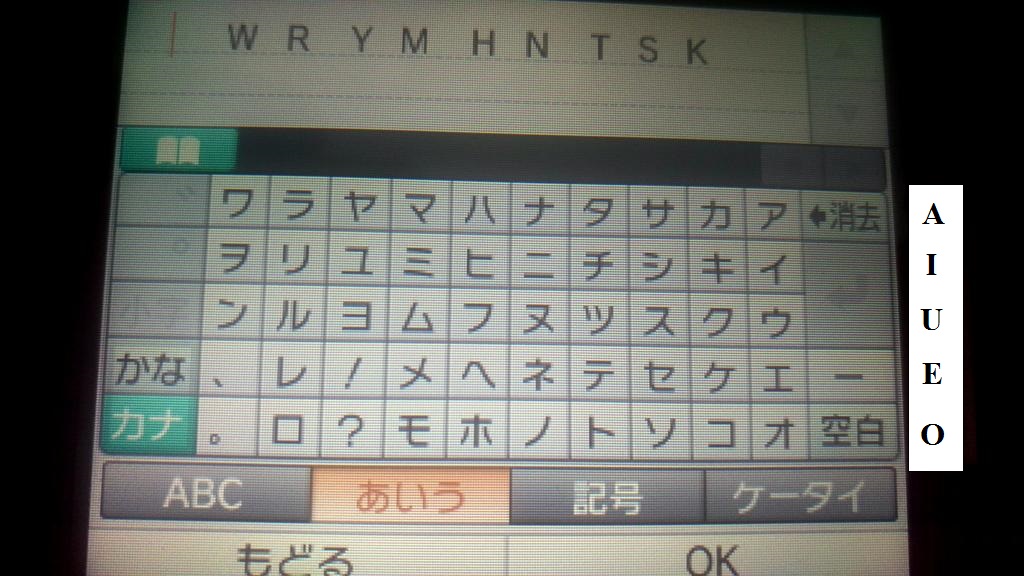 W R Y M H N T S K
ワ ラ ヤ マ ハ ナ タ サ カ ア 消去 A
ヲ リ ユ ミ ヒ ニ チ シ キ イ I
小字 ン ル ヨ ム フ ヌ ツ ス ク ウ U
かな 、 レ ! メ ヘ ネ テ セ ケ エ ー E
カナ 。 ロ ? モ ホ ノ ト ソ コ オ 空白 O
ABC あいう 記号 ケータイ
もどる OK